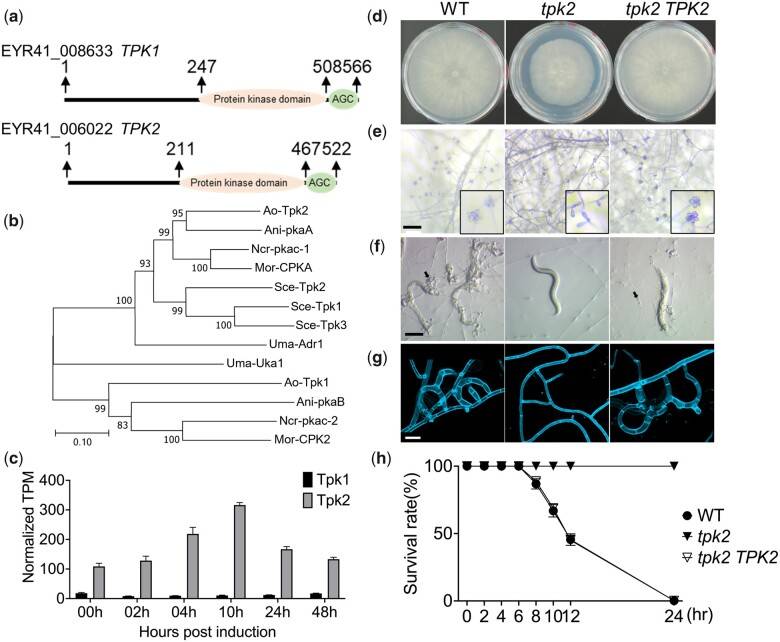 (a)
EYR41_008633 TPK1
1 247 508 566
Protein kinase domain AGC
EYR41_006022 TPK2
1 211 467 522
Protein kinase domain AGC
(b)
Ao-Tpk2
95
Ani-pkaA
99
Ncr-pkac-1
93
100
Mor-CPKA
Sce-Tpk2
100
99
Sce-Tpk1
100
Sce-Tpk3
Uma-Adr1
Uma-Uka1
Ao-Tpk1
99
Ani-pkaB
83
Ncr-pkac-2
100
Mor-CPK2
0.10
(c)
Normalized TPM
400
300
200
100
0
Tpk1
Tpk2
00h 02h 04h 10h 24h 48h
Hours post induction
WT tpk2 tpk2 TPK2
(d)
(e)
(f)
(g)
(h)
Survival rate(%)
100
50
0
WT
tpk2
tpk2 TPK2
0 2 4 6 8 10 12 24 (hr)